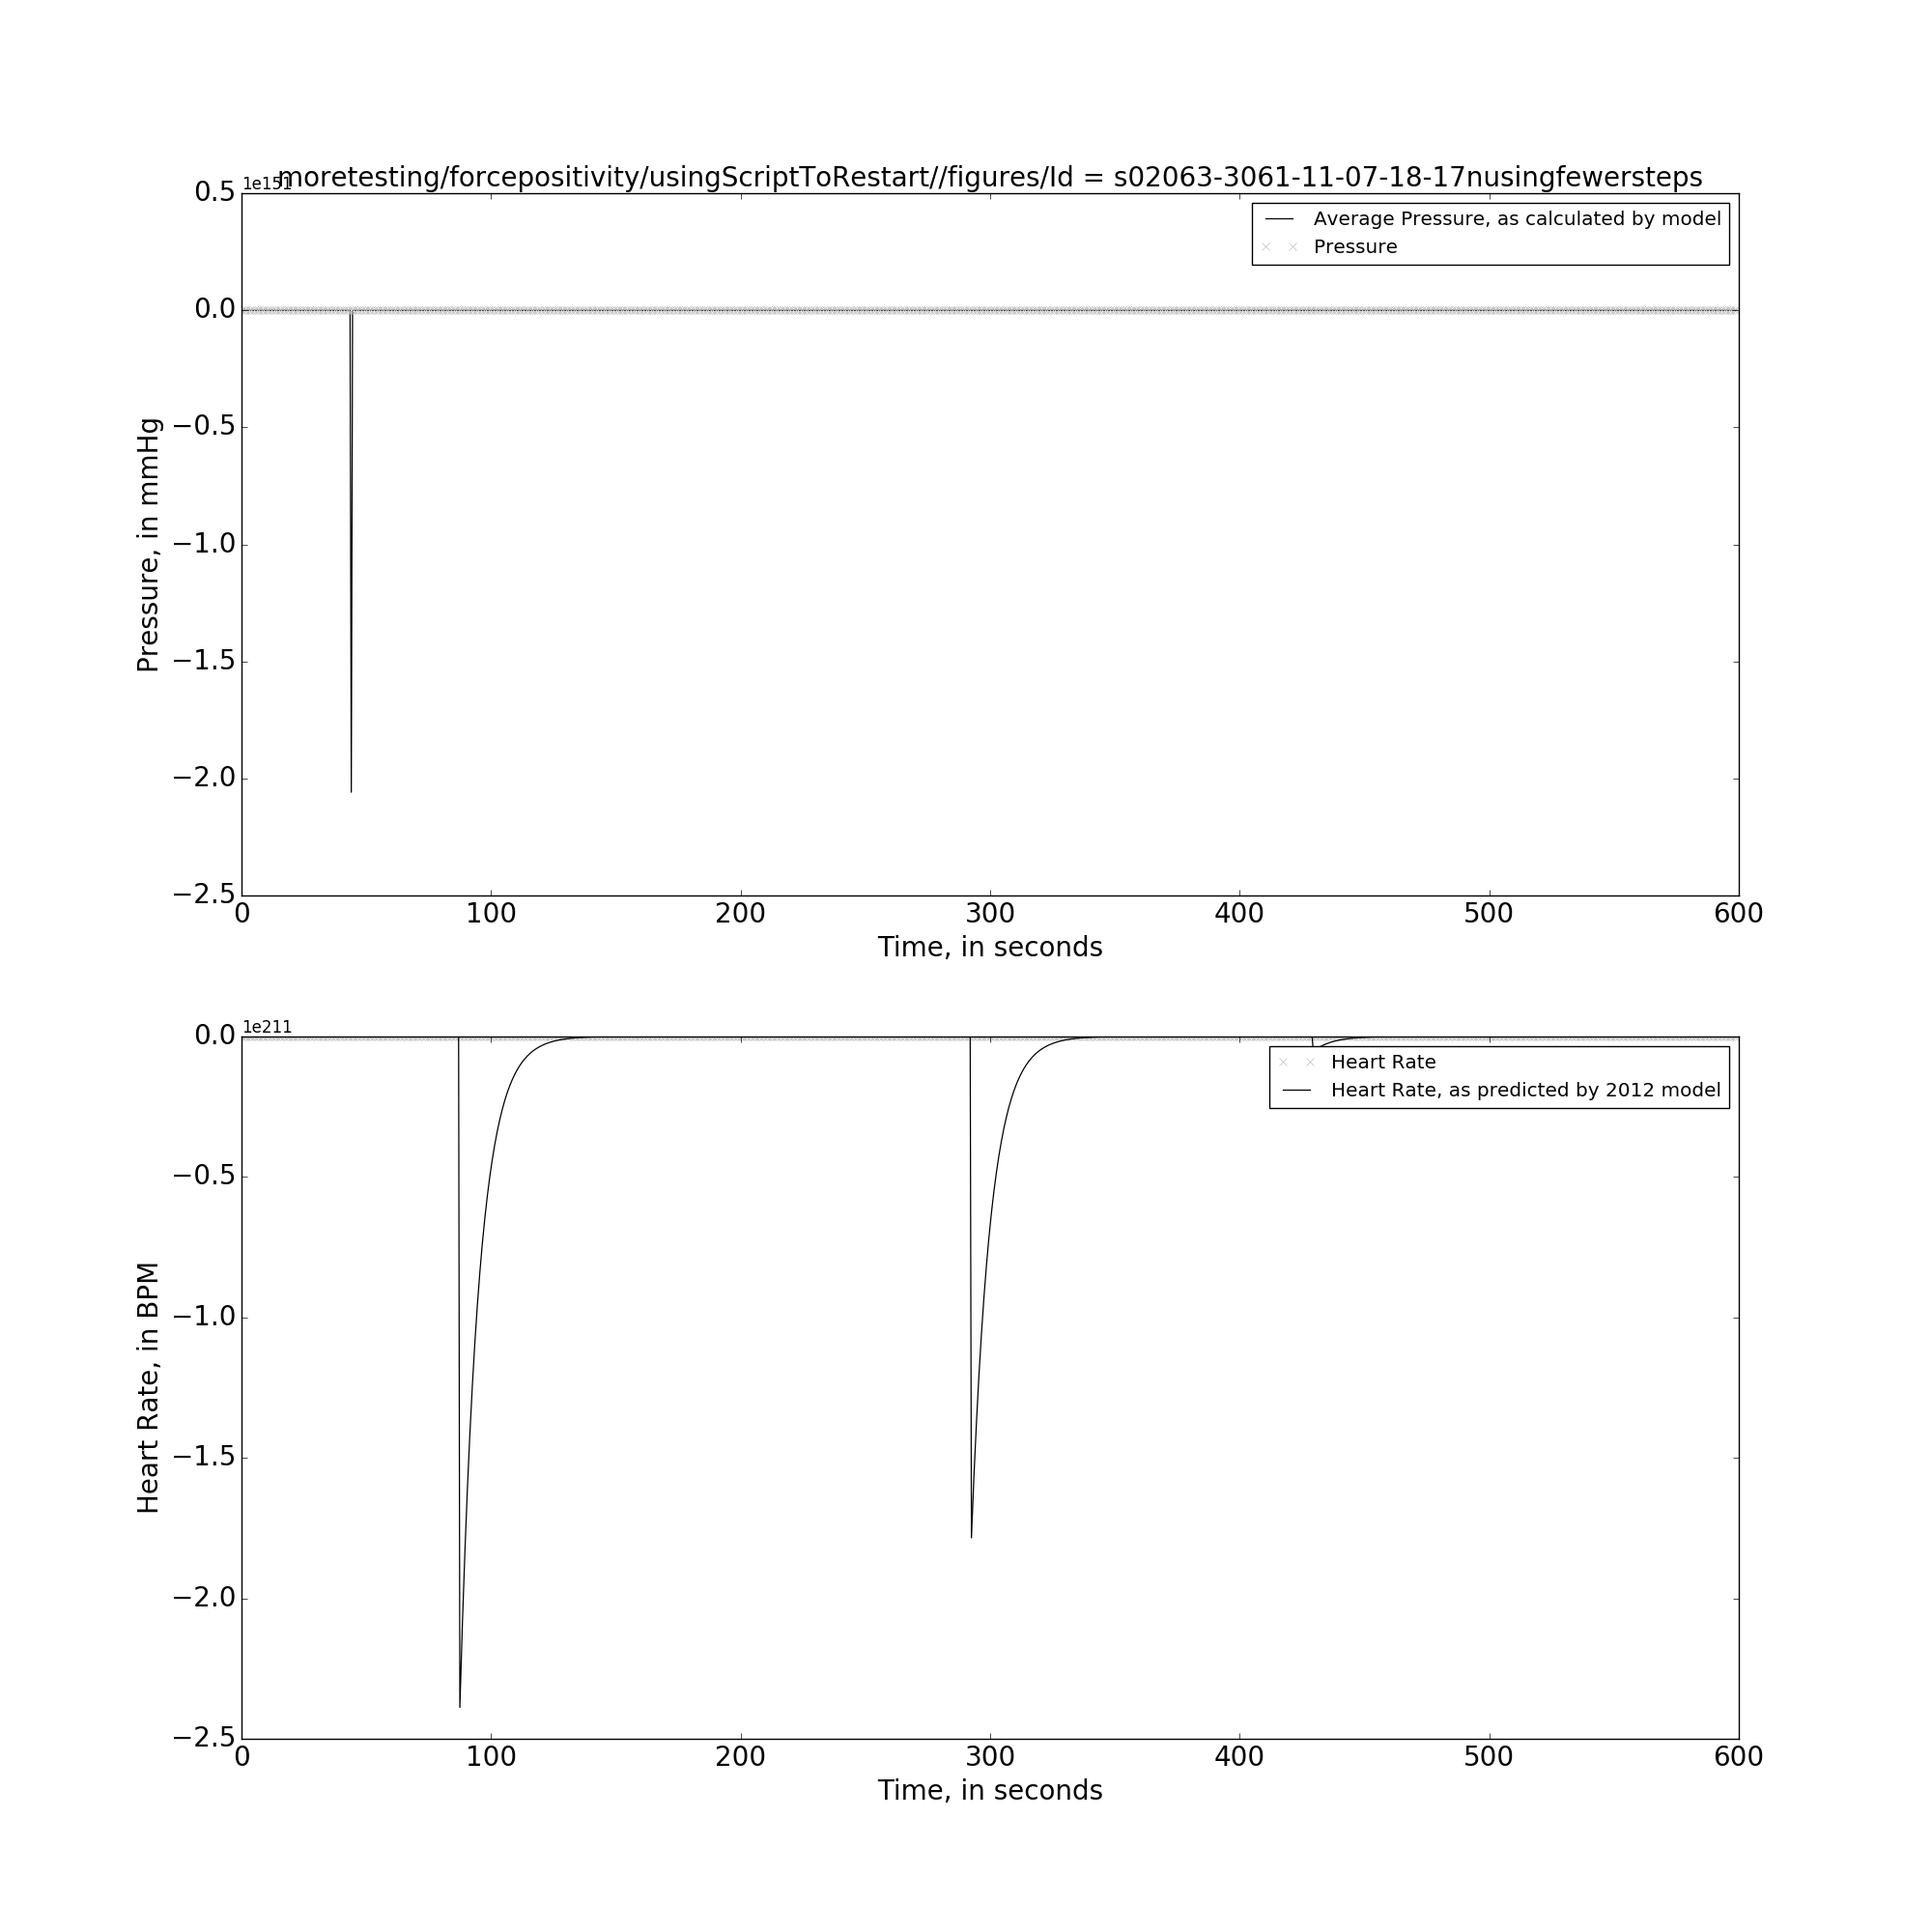 moretesting/forcepositivity/usingScriptToRestart//figures/Id = s02063-3061-11-07-18-17nusingfewersteps
1e151
Average Pressure, as calculated by model
Pressure
0.5
0.0
−0.5
−1.0
−1.5
−2.0
−2.5
Pressure, in mmHg
0 100 200 300 400 500 600
Time, in seconds
1e211
Heart Rate
Heart Rate, as predicted by 2012 model
0.0
−0.5
−1.0
−1.5
−2.0
−2.5
Heart Rate, in BPM
0 100 200 300 400 500 600
Time, in seconds